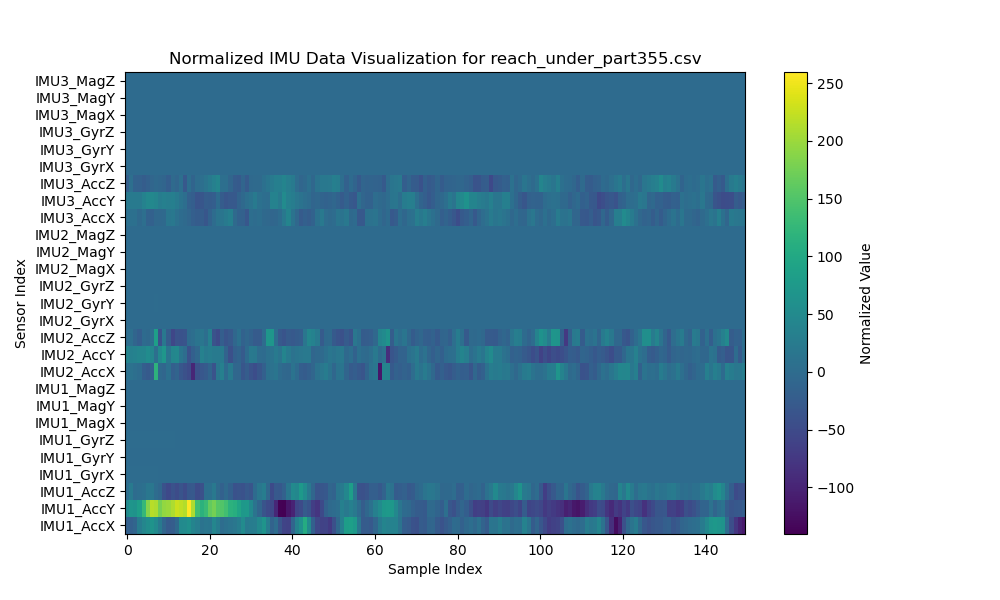 Normalized IMU Data Visualization for reach_under_part355.csv
IMU3_MagZ
IMU3_MagY
IMU3_MagX
IMU3_GyrZ
IMU3_GyrY
IMU3_GyrX
IMU3_AccZ
IMU3_AccY
IMU3_AccX
IMU2_MagZ
IMU2_MagY
IMU2_MagX
IMU2_GyrZ
IMU2_GyrY
IMU2_GyrX
IMU2_AccZ
IMU2_AccY
IMU2_AccX
IMU1_MagZ
IMU1_MagY
IMU1_MagX
IMU1_GyrZ
IMU1_GyrY
IMU1_GyrX
IMU1_AccZ
IMU1_AccY
IMU1_AccX
Sensor Index
0 20 40 60 80 100 120 140
Sample Index
250
200
150
100
50
0
−50
−100
Normalized Value